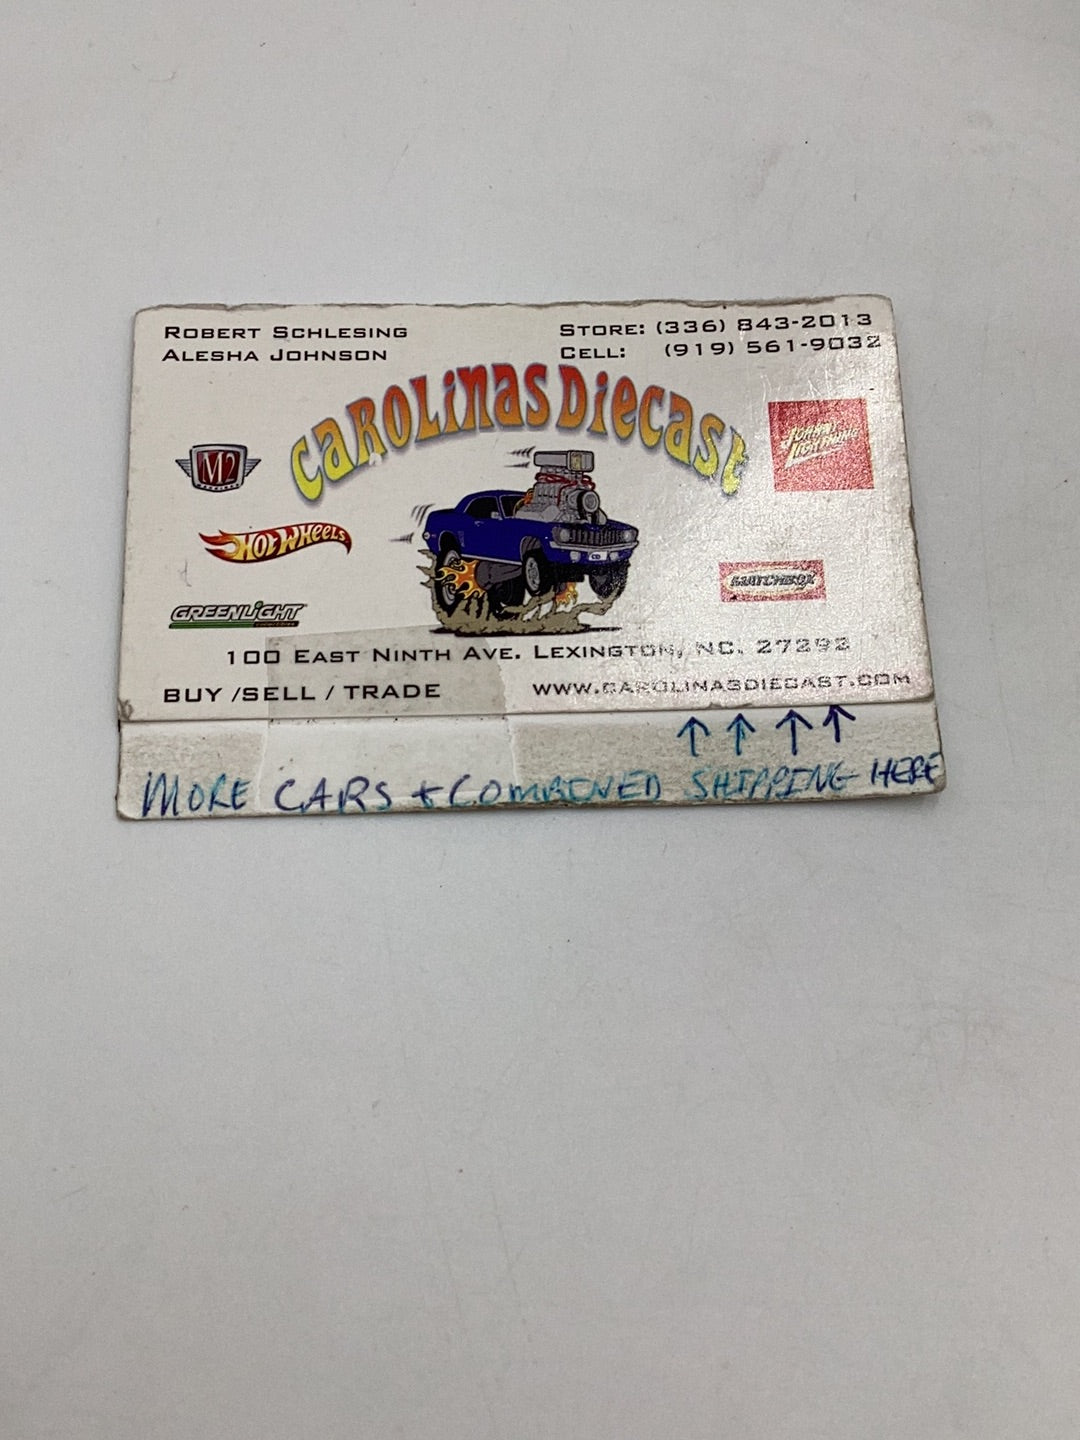 Robert Schlesing
Alesha Johnson
Store: (336) 843-2013
Cell: (919) 561-9032
CAROLINAS DIECAST
M2
MACHINES
JOHNNY LIGHTNING
HOT WHEELS
MATCHBOX
GREENLIGHT
100 East Ninth Ave. Lexington, NC. 27292
BUY /SELL / TRADE
www.carolinasdiecast.com
↑ ↑ ↑ ↑
MORE CARS + COMBINED SHIPPING HERE